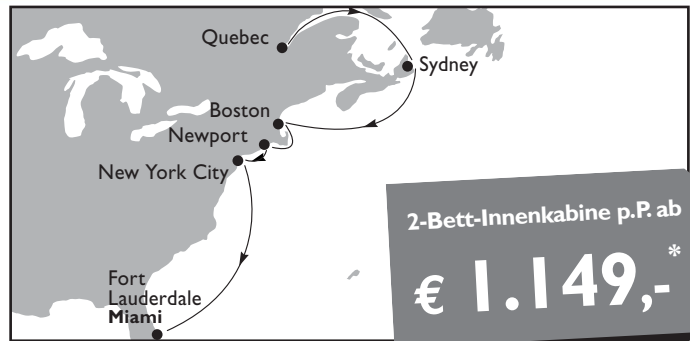 Quebec
Sydney
Boston
Newport
New York City
Fort
Lauderdale
Miami
2-Bett-Innenkabine p.P. ab
€ 1.149,-*